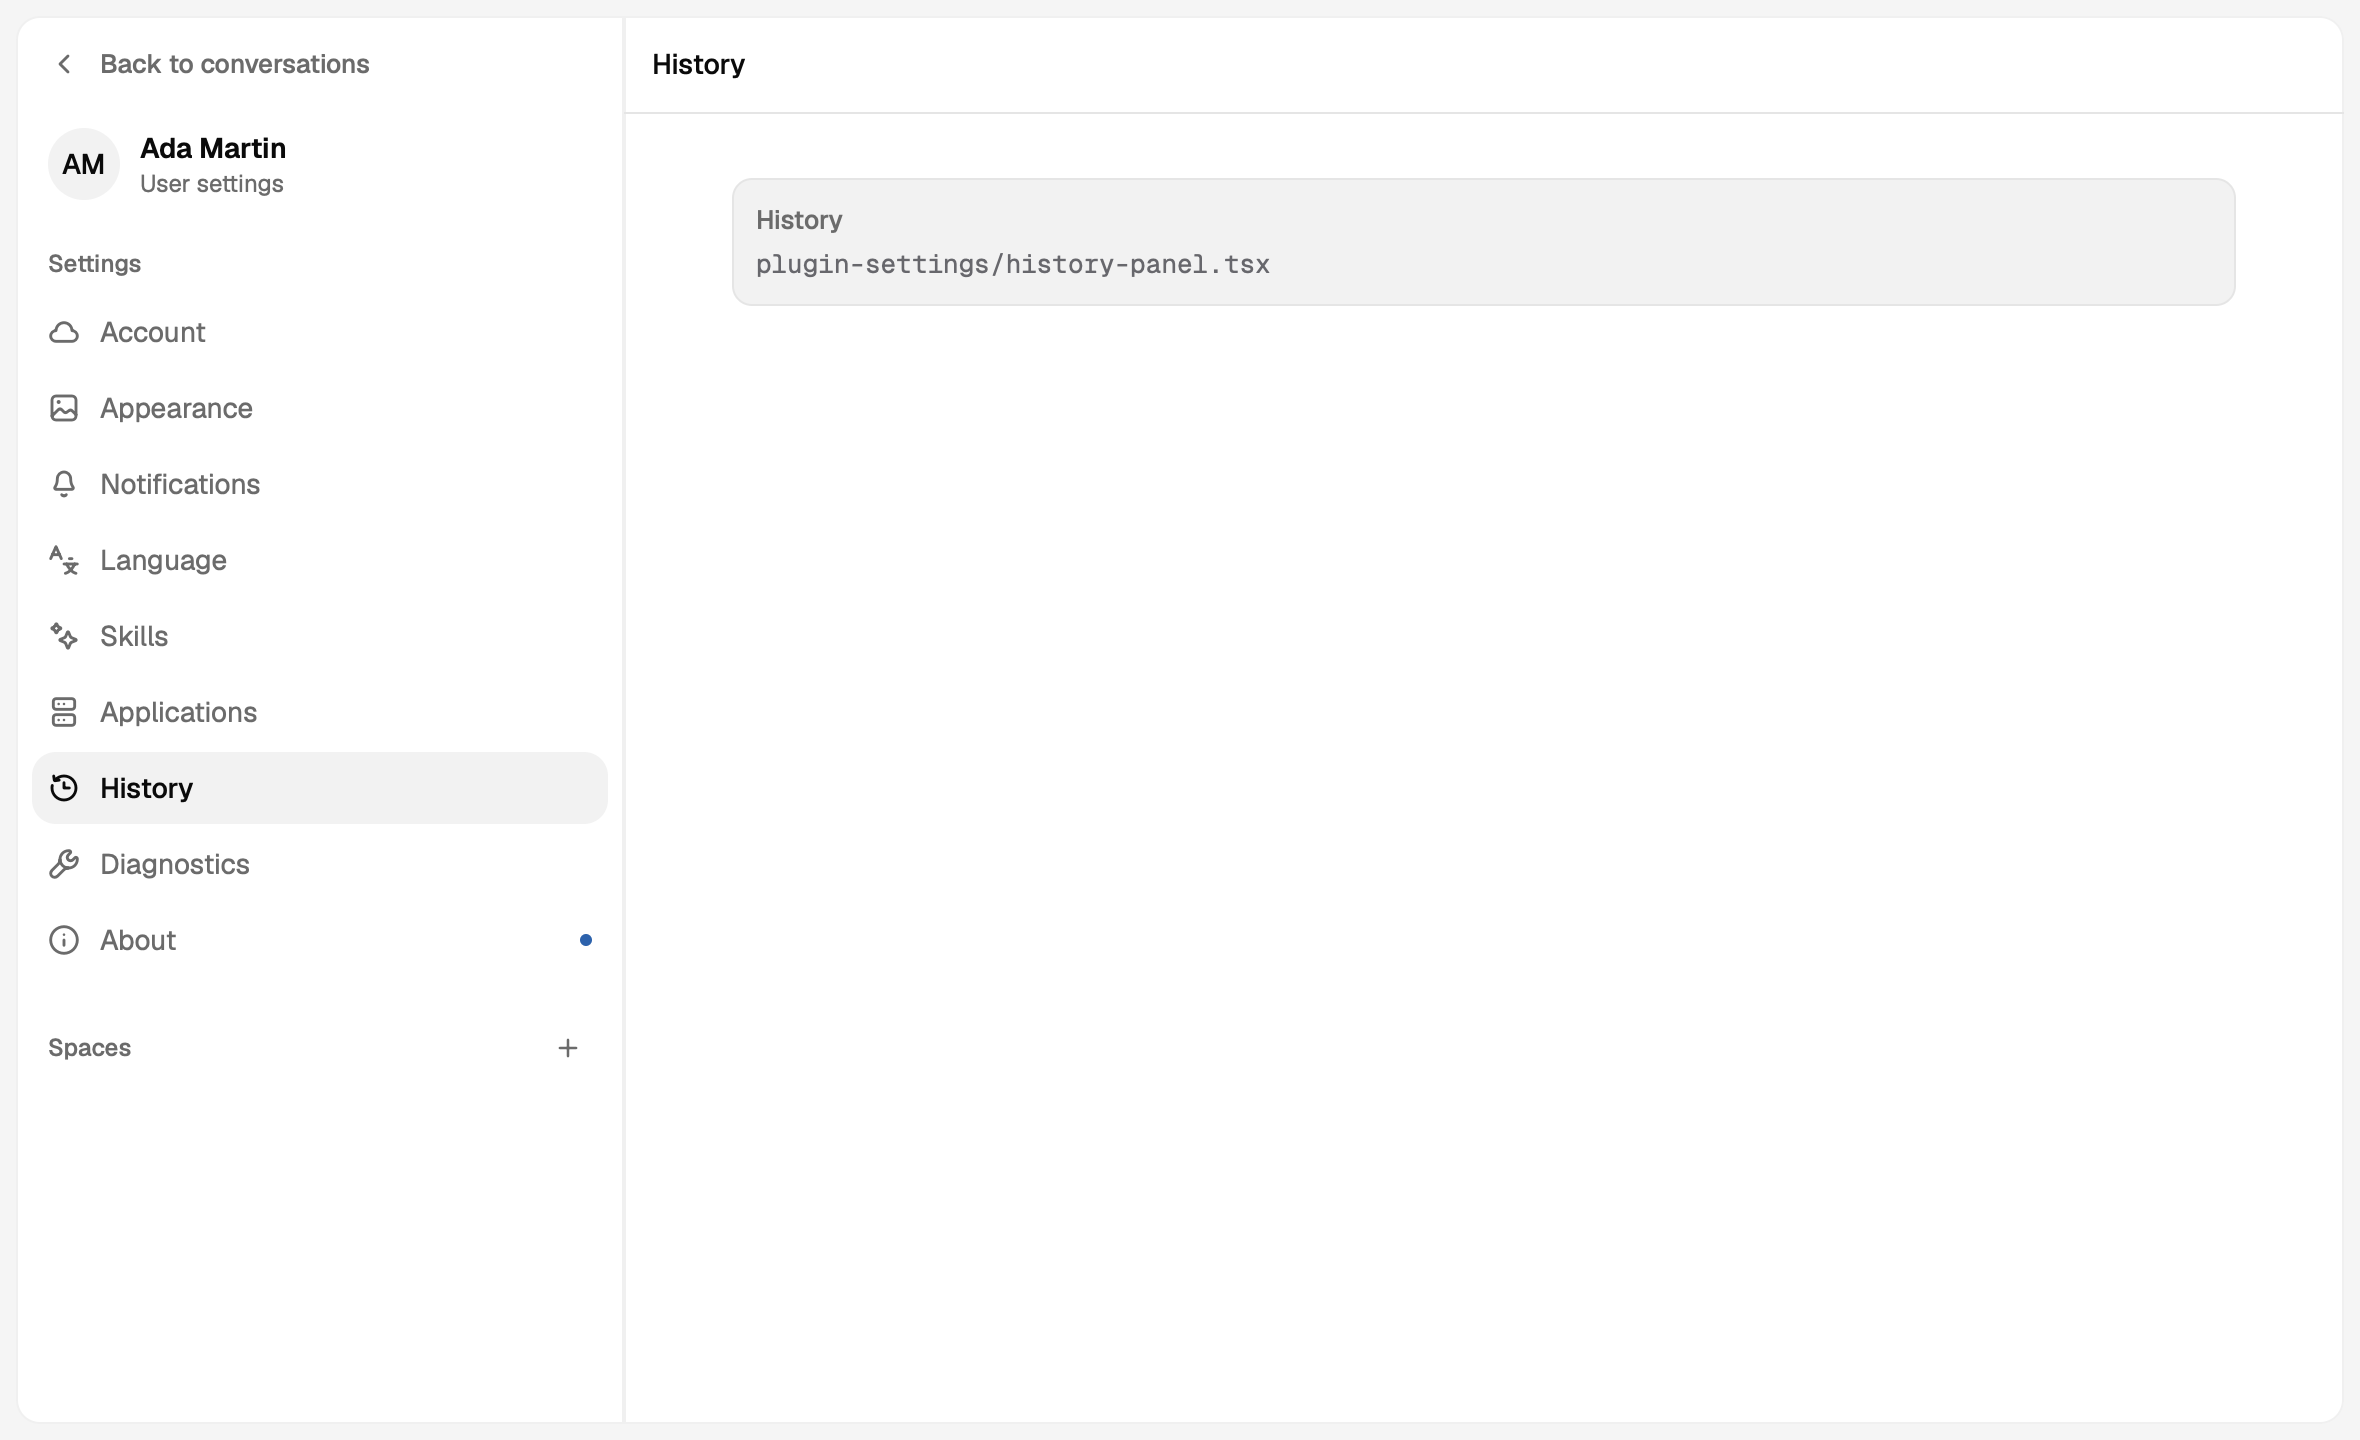 Back to conversations
AM
Ada Martin
User settings
Settings
Account
Appearance
Notifications
Language
Skills
Applications
History
Diagnostics
About
Spaces
History
History
plugin-settings/history-panel.tsx